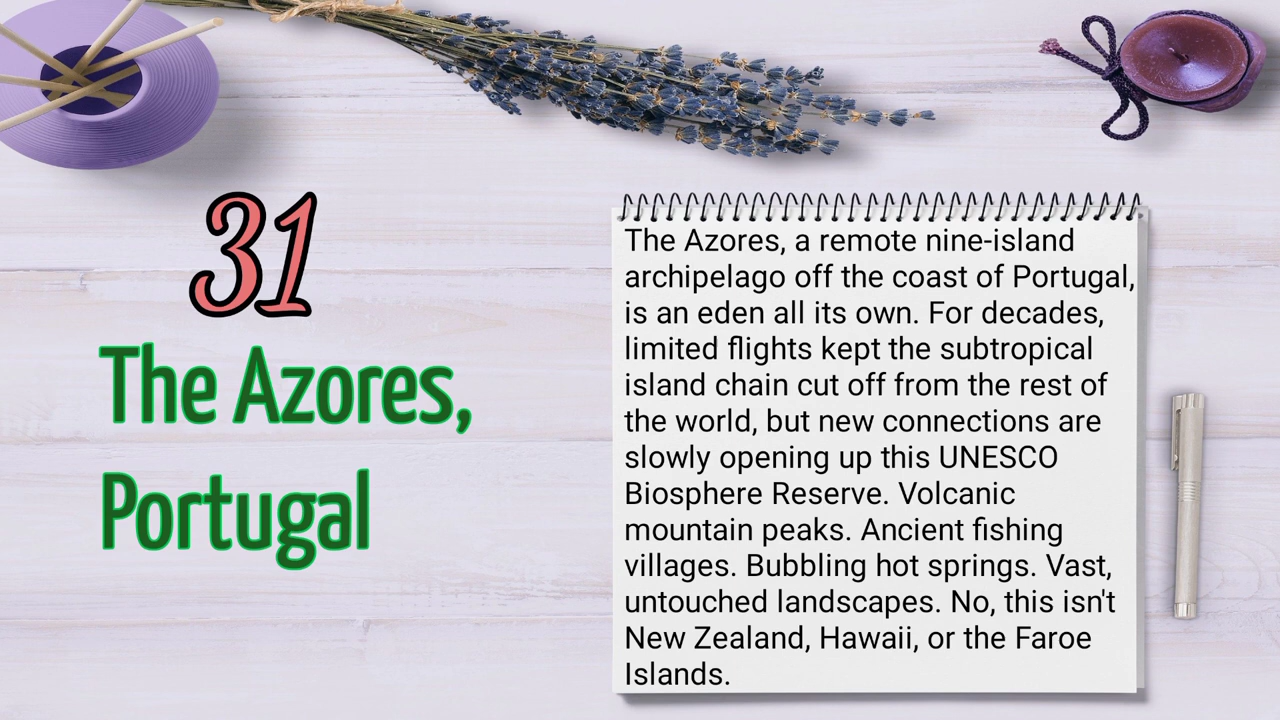 31
The Azores,
Portugal
The Azores, a remote nine-island
archipelago off the coast of Portugal,
is an eden all its own. For decades,
limited flights kept the subtropical
island chain cut off from the rest of
the world, but new connections are
slowly opening up this UNESCO
Biosphere Reserve. Volcanic
mountain peaks. Ancient fishing
villages. Bubbling hot springs. Vast,
untouched landscapes. No, this isn't
New Zealand, Hawaii, or the Faroe
Islands.